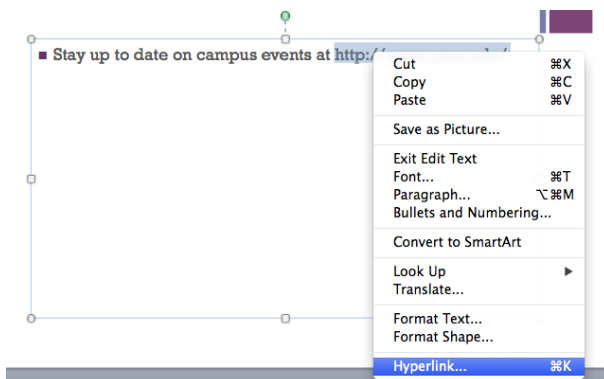 Stay up to date on campus events at http:/
Cut ⌘X
Copy ⌘C
Paste ⌘V
Save as Picture...
Exit Edit Text
Font... ⌘T
Paragraph... ⌥⌘M
Bullets and Numbering...
Convert to SmartArt
Look Up ▶
Translate...
Format Text...
Format Shape...
Hyperlink... ⌘K